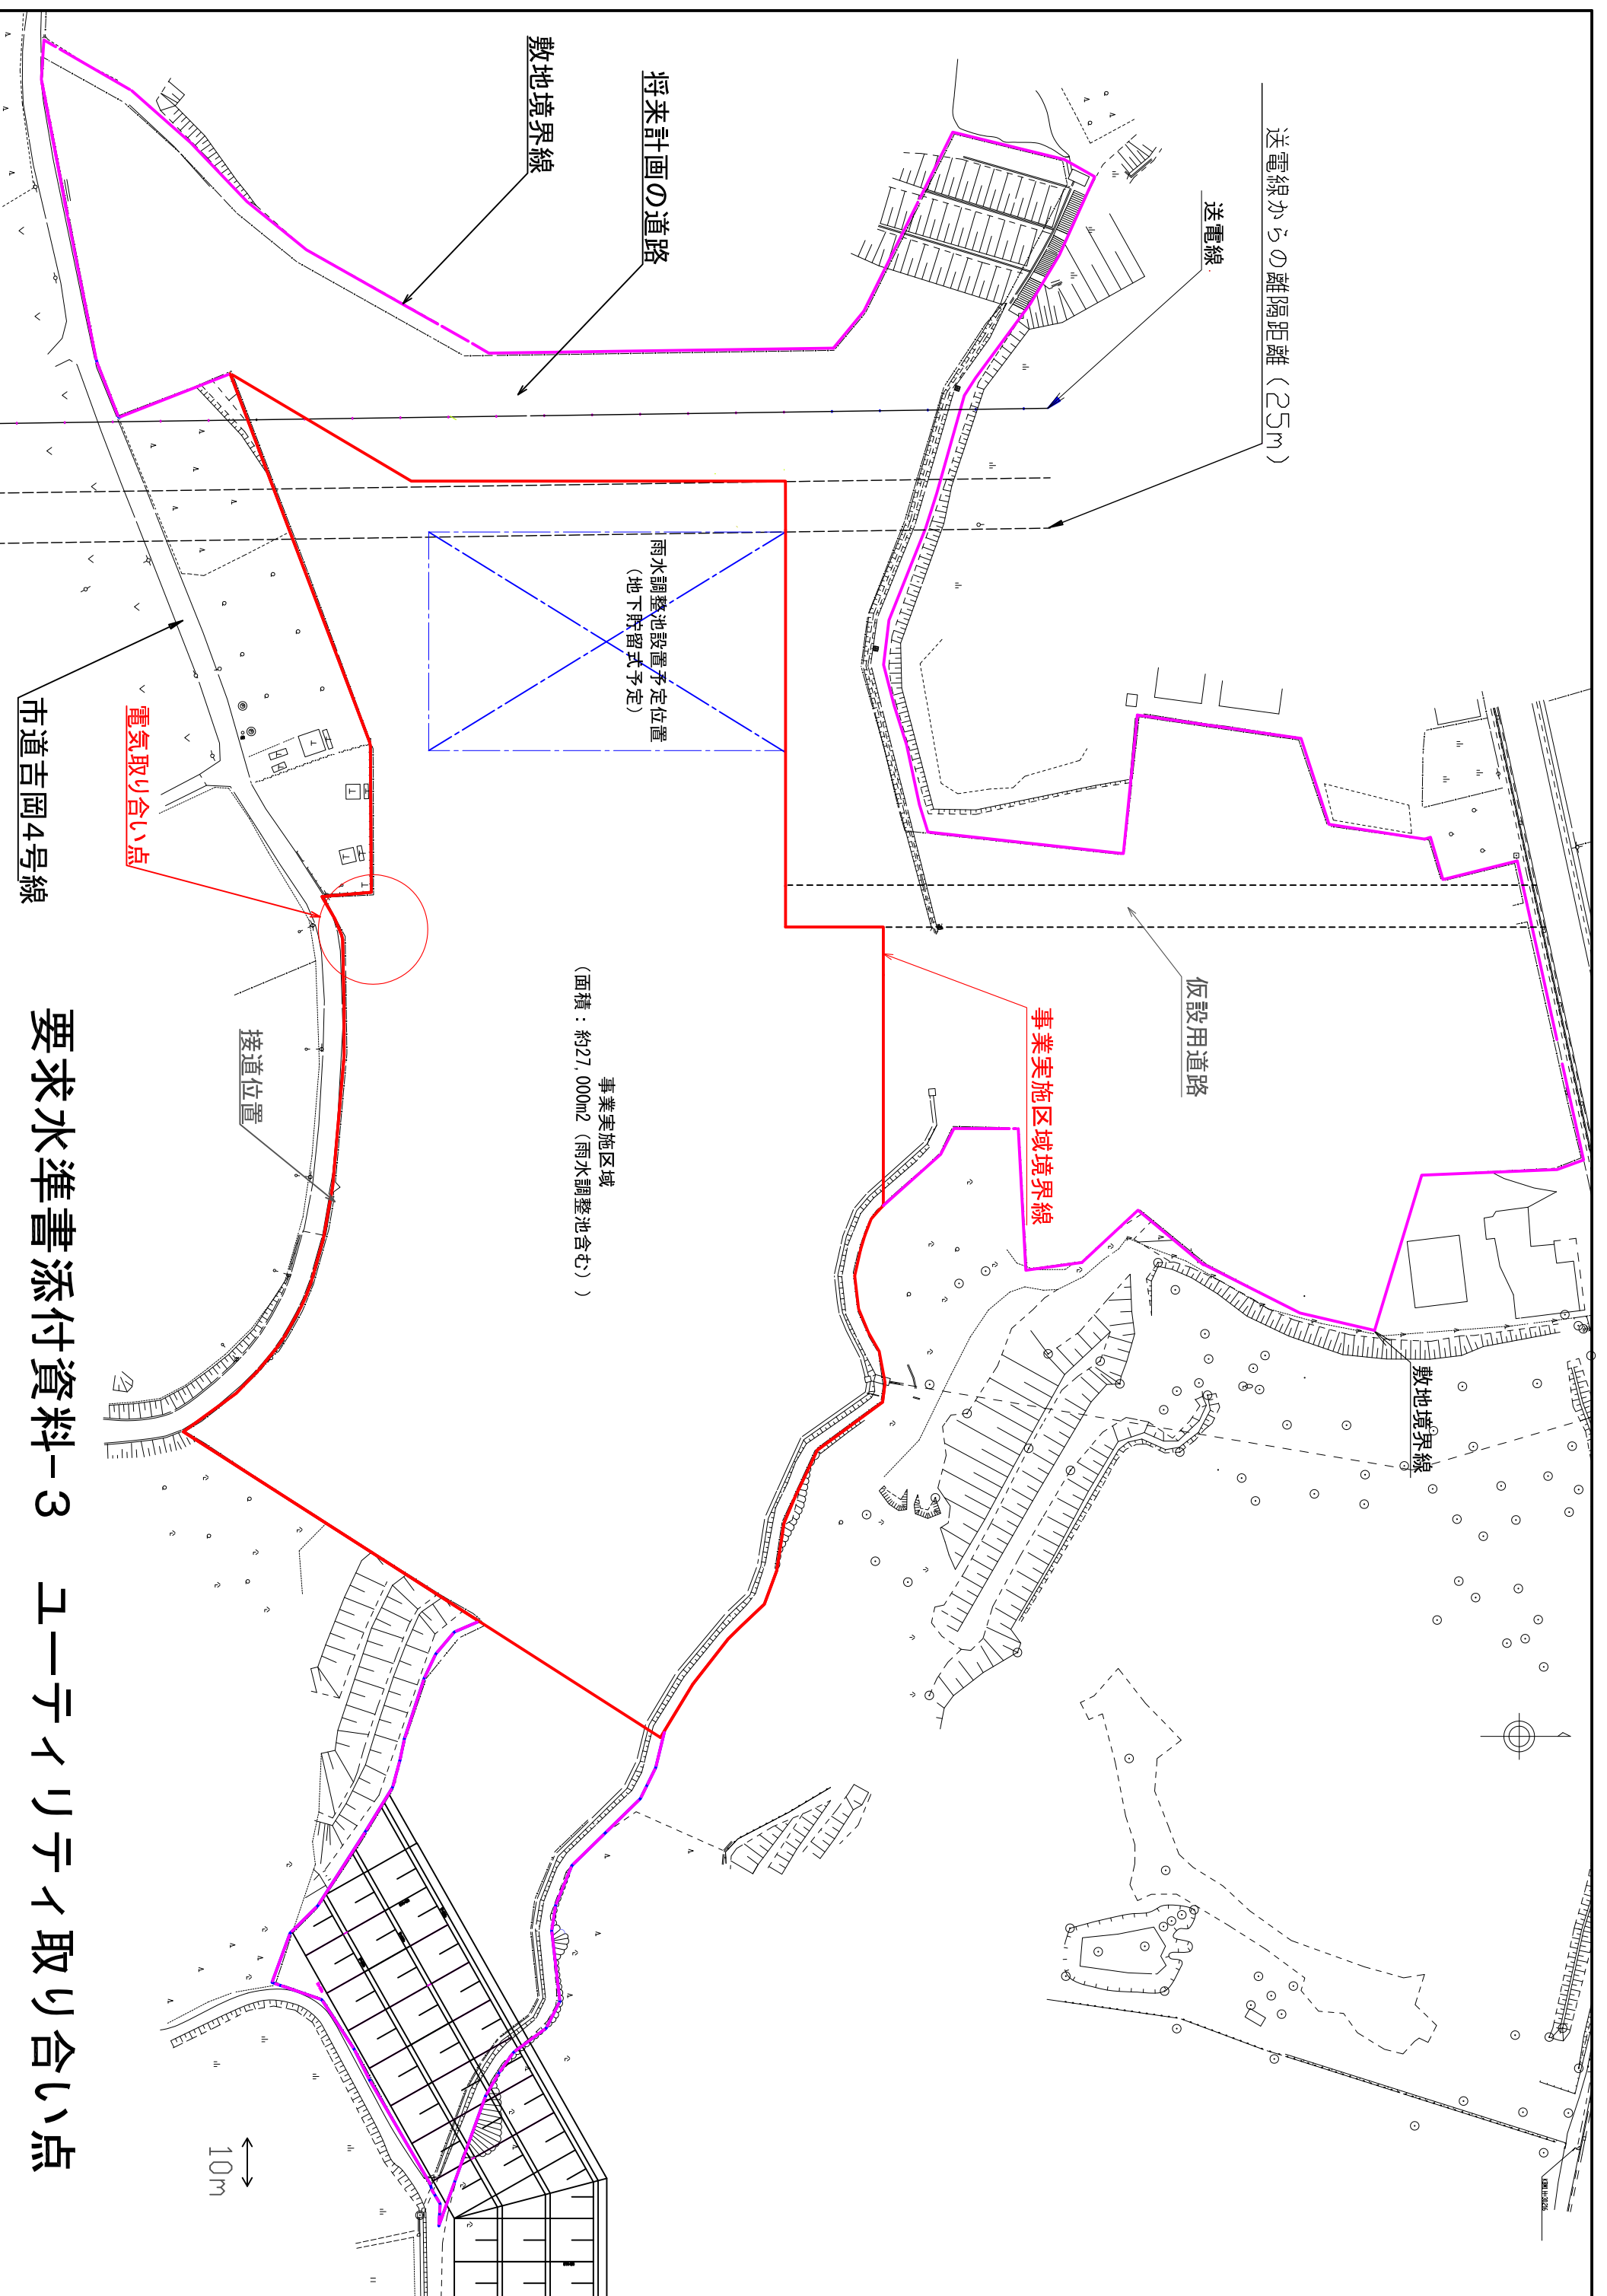 送電線からの離隔距離（25m）
送電線
将来計画の道路
敷地境界線
雨水調整池設置予定位置
（地下貯留式予定）
仮設用道路
事業実施区域境界線
敷地境界線
事業実施区域
（面積：約27,000m2（雨水調整池含む））
接道位置
電気取り合い点
市道吉岡4号線
10m
要求水準書添付資料−3　ユーティリティ取り合い点